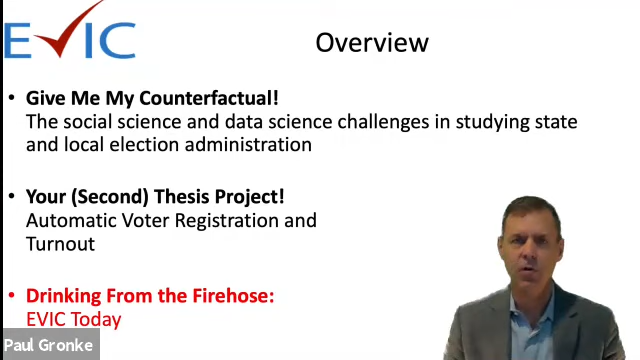 EVIC
Overview
• Give Me My Counterfactual!
The social science and data science challenges in studying state
and local election administration
• Your (Second) Thesis Project!
Automatic Voter Registration and
Turnout
• Drinking From the Firehose:
EVIC Today
Paul Gronke